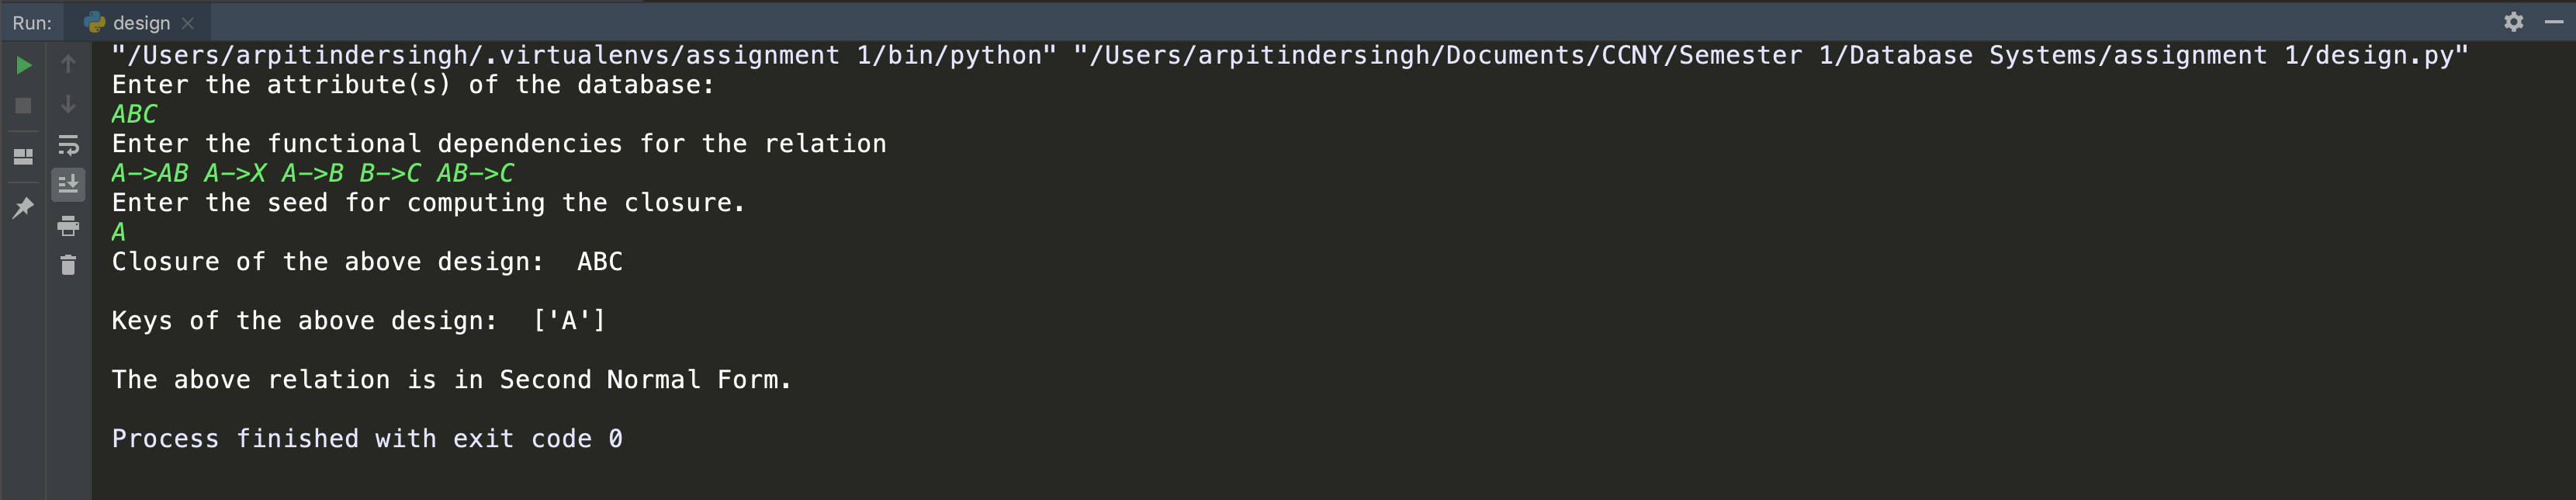 Run: design
"/Users/arpitindersingh/.virtualenvs/assignment 1/bin/python" "/Users/arpitindersingh/Documents/CCNY/Semester 1/Database Systems/assignment 1/design.py"
Enter the attribute(s) of the database:
ABC
Enter the functional dependencies for the relation
A->AB A->X A->B B->C AB->C
Enter the seed for computing the closure.
A
Closure of the above design:  ABC
Keys of the above design:  ['A']
The above relation is in Second Normal Form.
Process finished with exit code 0